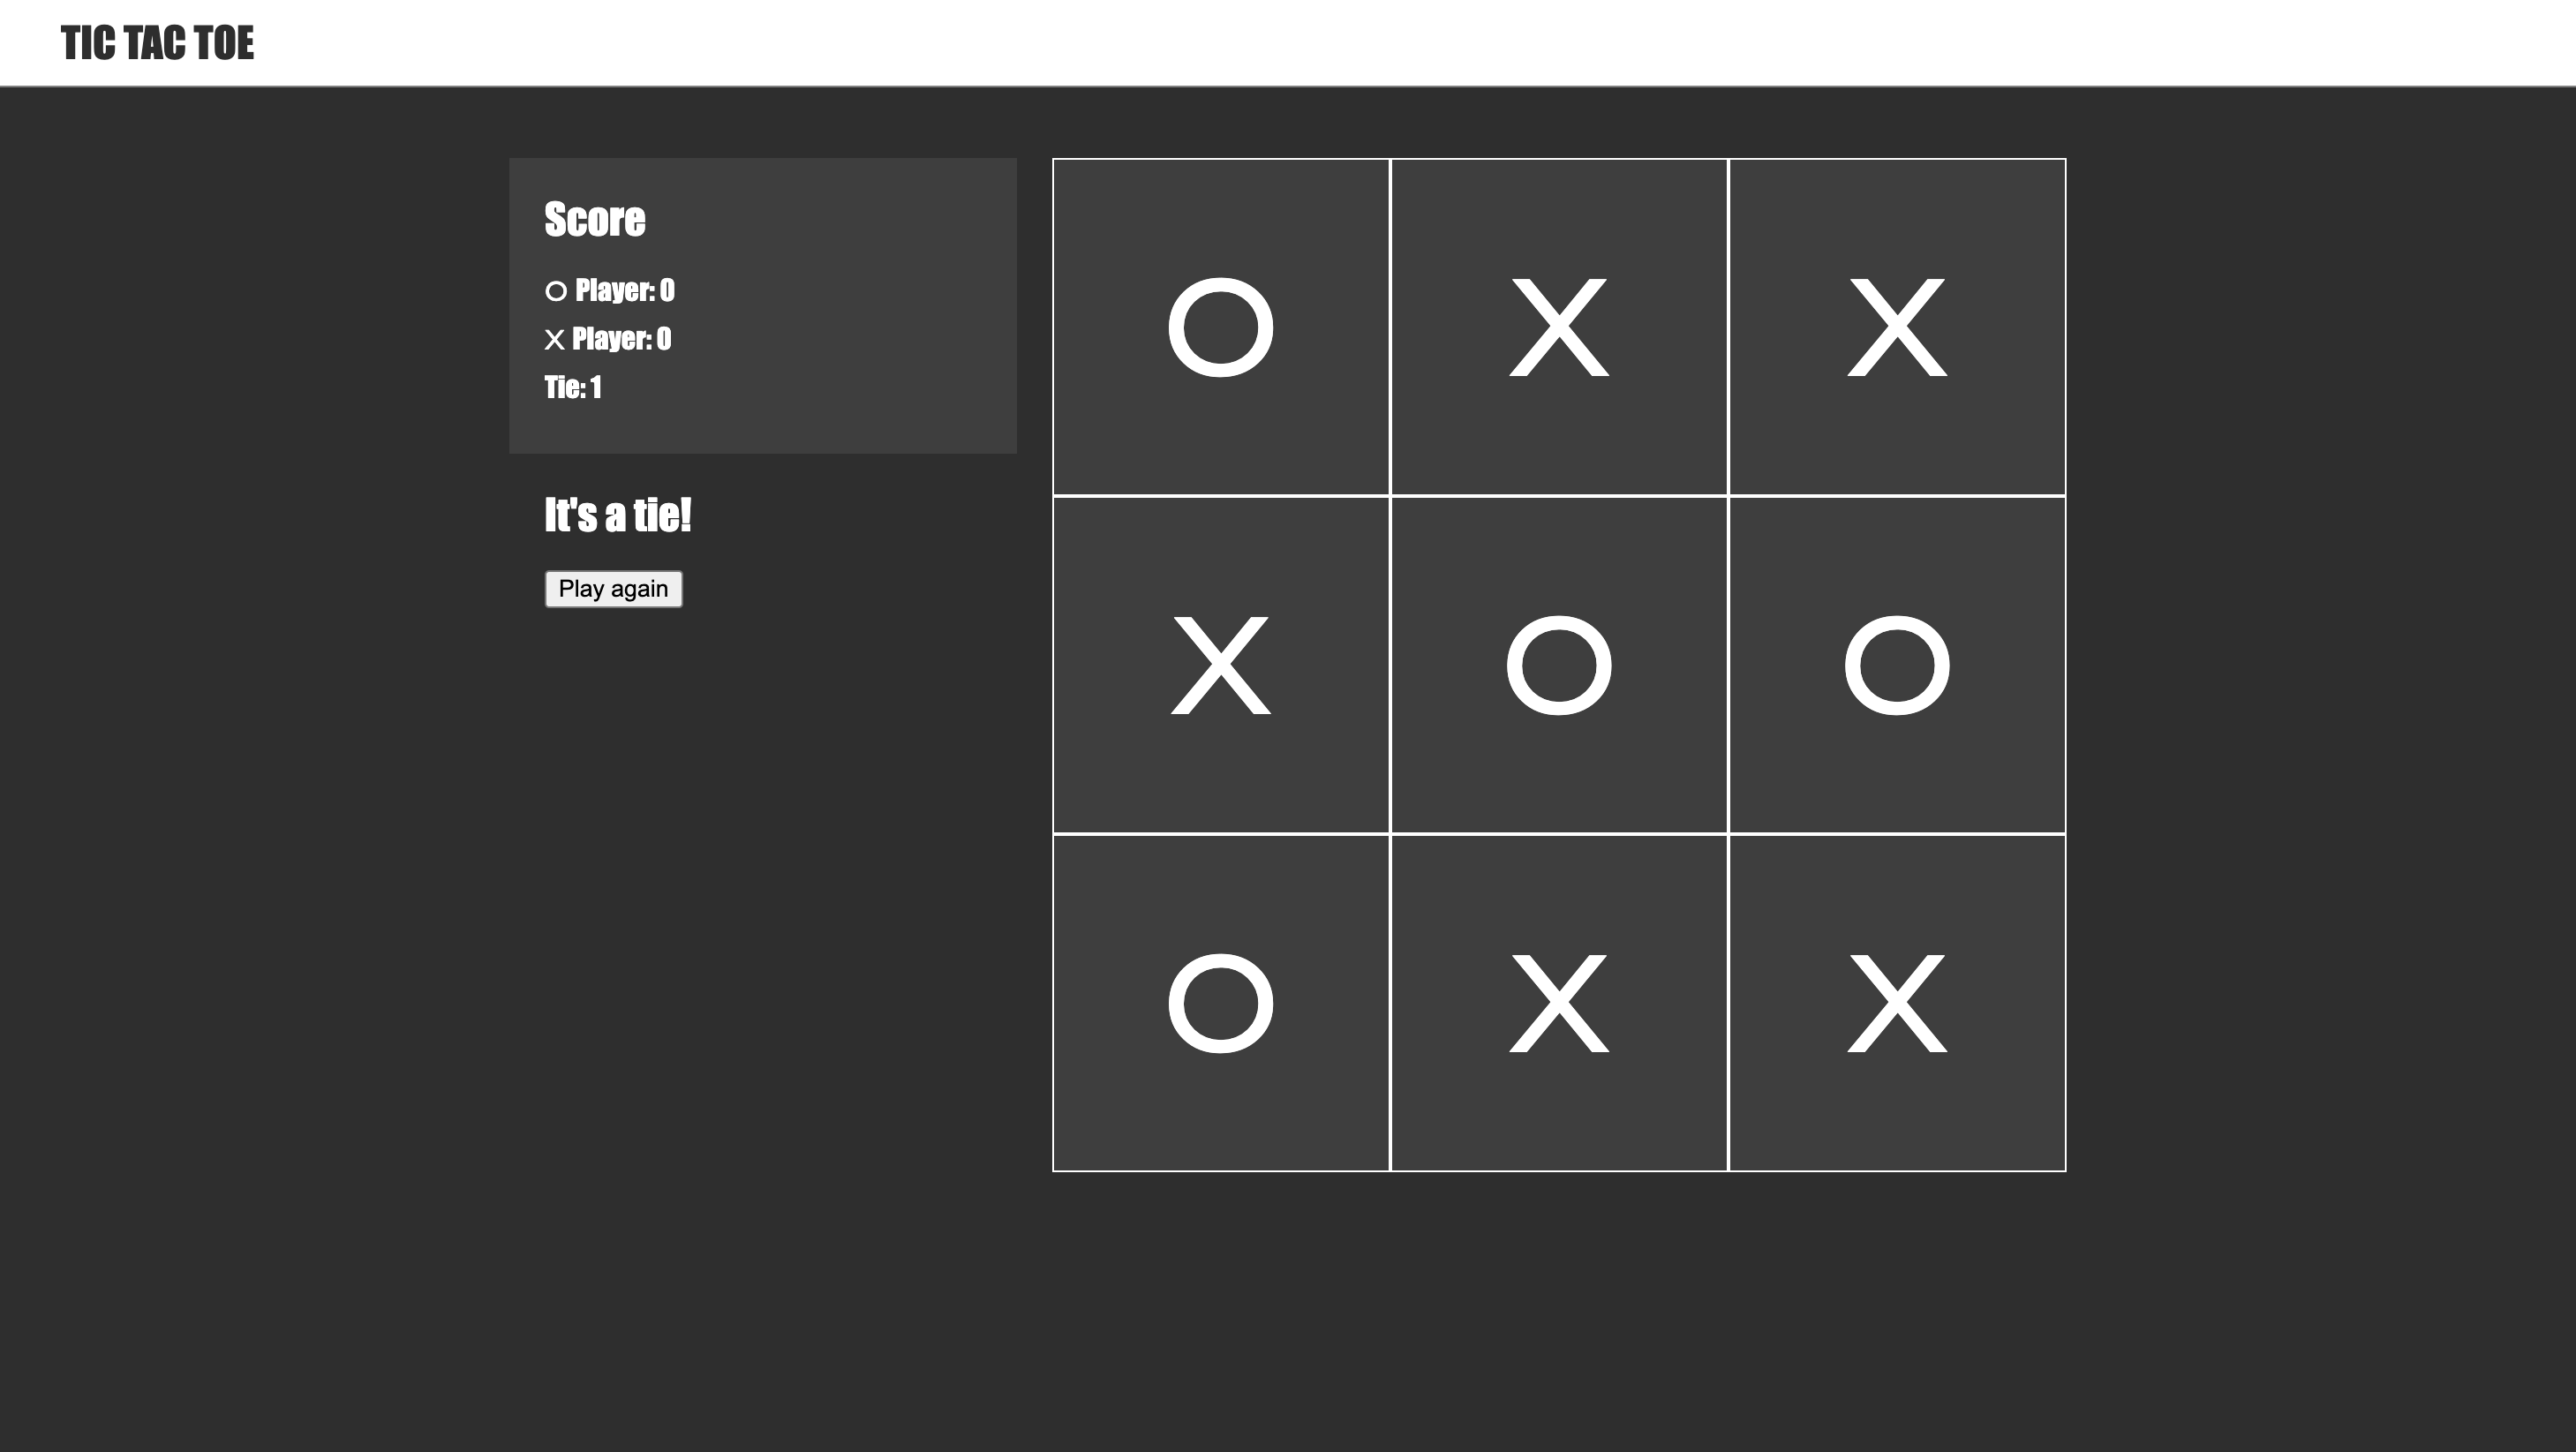 TIC TAC TOE
Score
O Player: 0
X Player: 0
Tie: 1
It's a tie!
Play again
O X X
X O O
O X X